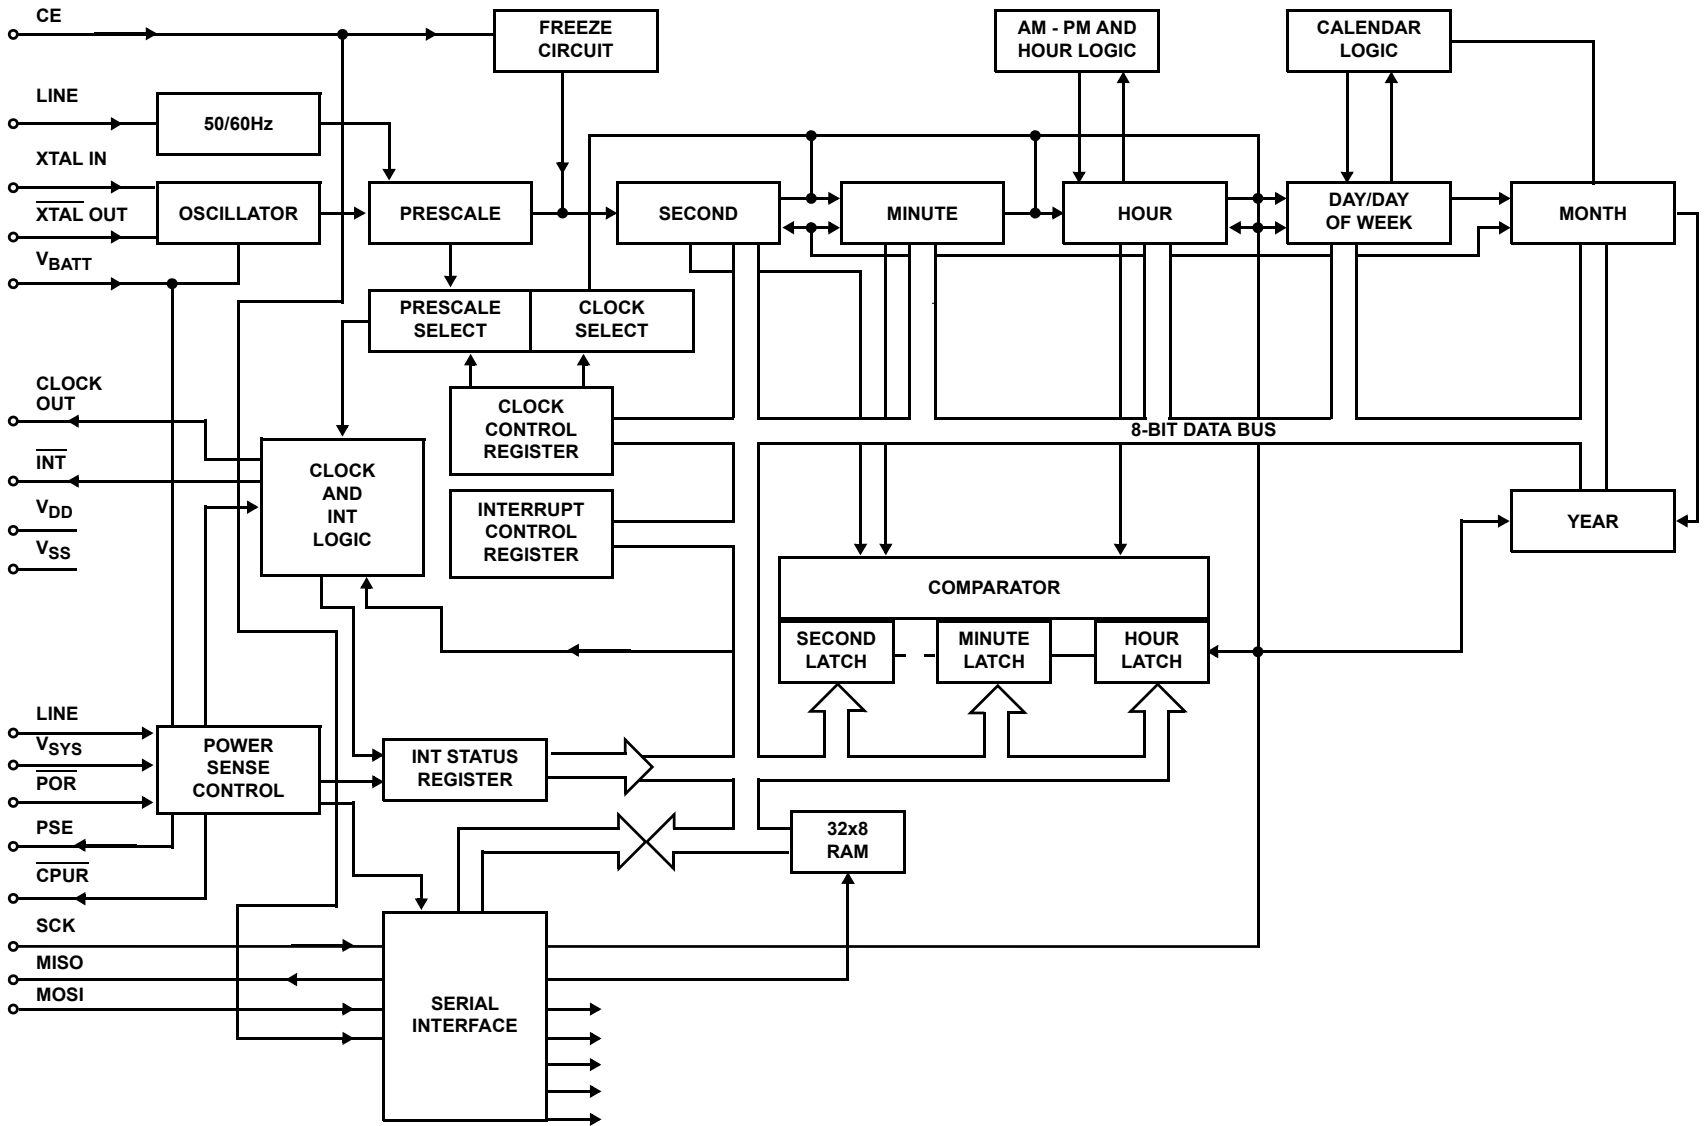 CE
FREEZE
CIRCUIT
AM - PM AND
HOUR LOGIC
CALENDAR
LOGIC
LINE
50/60Hz
XTAL IN
XTAL OUT
OSCILLATOR
PRESCALE
SECOND
MINUTE
HOUR
DAY/DAY
OF WEEK
MONTH
VBATT
PRESCALE
SELECT
CLOCK
SELECT
CLOCK
OUT
CLOCK
CONTROL
REGISTER
8-BIT DATA BUS
INT
CLOCK
AND
INT
LOGIC
VDD
VSS
INTERRUPT
CONTROL
REGISTER
YEAR
COMPARATOR
SECOND
LATCH
MINUTE
LATCH
HOUR
LATCH
LINE
VSYS
POR
POWER
SENSE
CONTROL
INT STATUS
REGISTER
PSE
32x8
RAM
CPUR
SCK
MISO
MOSI
SERIAL
INTERFACE